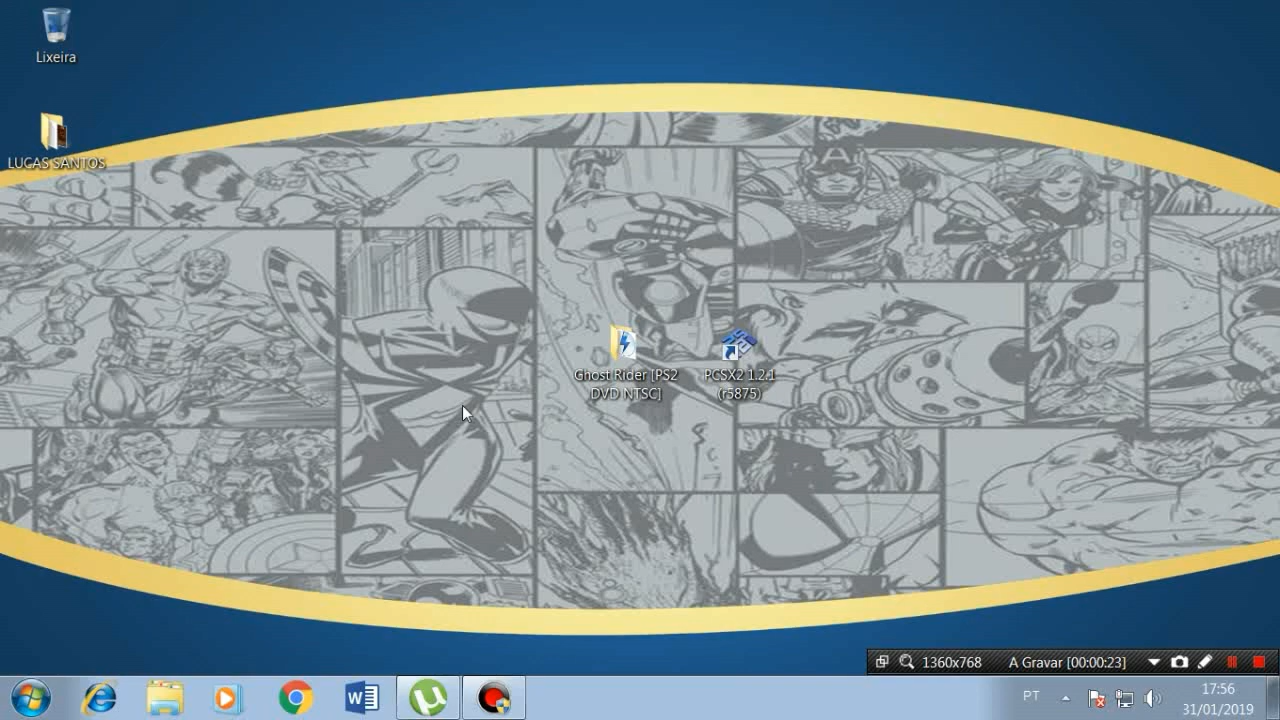 Lixeira
LUCAS SANTOS
Ghost Rider [PS2
DVD NTSC]
PCSX2 1.2.1
(r5875)
1360x768
A Gravar [00:00:23]
PT
17:56
31/01/2019